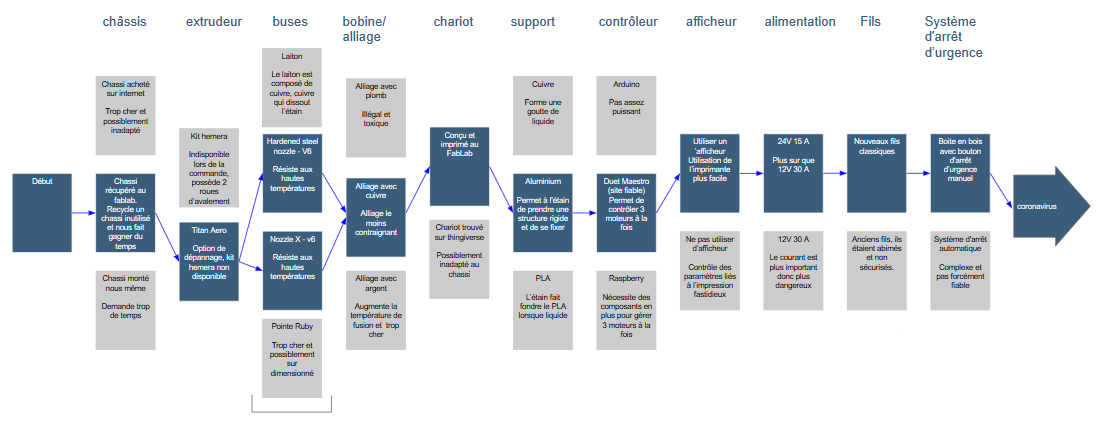 châssis
extrudeur
buses
bobine/
alliage
chariot
support
contrôleur
afficheur
alimentation
Fils
Système
d'arrêt
d'urgence
Début
Chassi acheté
sur internet
Trop cher et
possiblement
inadapté
Chassi
récupéré au
fablab.
Recycle un
chassi inutilisé
et nous fait
gagner du
temps
Chassi monté
nous même
Demande trop
de temps
Kit hemera
Indisponible
lors de la
commande,
possède 2
roues
d'avalement
Titan Aero
Option de
dépannage, kit
hemera non
disponible
Laiton
Le laiton est
composé de
cuivre, cuivre
qui dissout
l'étain
Hardened steel
nozzle - V6
Résiste aux
hautes
températures
Nozzle X - v6
Résiste aux
hautes
températures
Pointe Ruby
Trop cher et
possiblement
sur
dimensionné
Alliage avec
plomb
Illégal et
toxique
Alliage avec
cuivre
Alliage le
moins
contraignant
Alliage avec
argent
Augmente la
température de
fusion et trop
cher
Conçu et
imprimé au
FabLab
Chariot trouvé
sur thingiverse
Possiblement
inadapté au
chassi
Cuivre
Forme une
goutte de
liquide
Aluminium
Permet à l'étain
de prendre une
structure rigide
et de se fixer
PLA
L'étain fait
fondre le PLA
lorsque liquide
Arduino
Pas assez
puissant
Duet Maestro
(site fiable)
Permet de
contrôler 3
moteurs à la
fois
Raspberry
Nécessite des
composants en
plus pour gérer
3 moteurs à la
fois
Utiliser un
'afficheur
Utilisation de
l'imprimante
plus facile
Ne pas utiliser
d'afficheur
Contrôle des
paramètres liés
à l'impression
fastidieux
24V 15 A
Plus sur que
12V 30 A
12V 30 A
Le courant est
plus important
donc plus
dangereux
Nouveaux fils
classiques
Anciens fils, ils
étaient abimés
et non
sécurisés.
Boite en bois
avec bouton
d'arrêt
d'urgence
manuel
Système d'arrêt
automatique
Complexe et
pas forcément
fiable
coronavirus